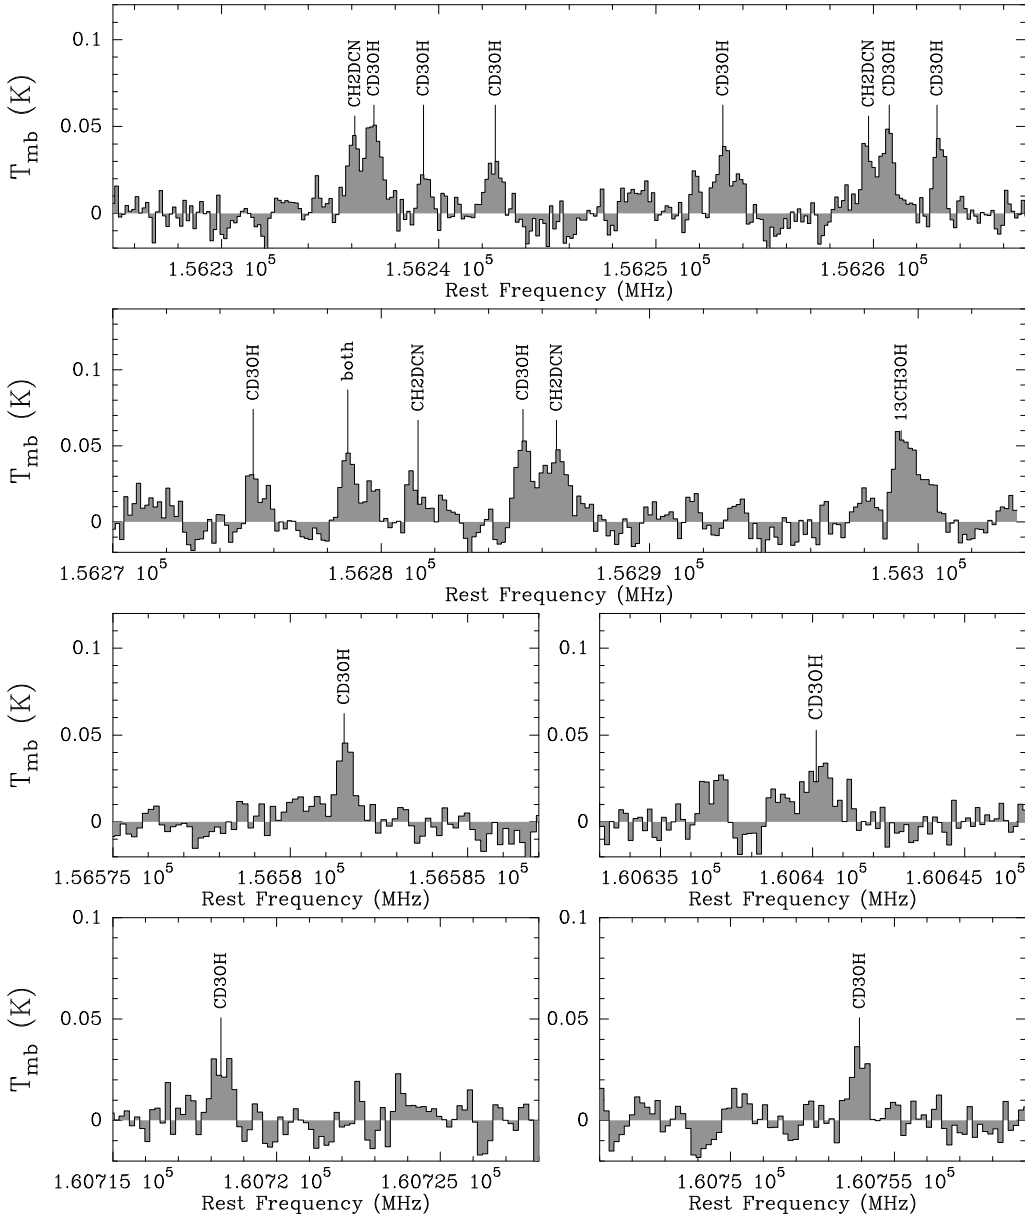 CH2DCN CD3OH CD3OH CD3OH CD3OH CH2DCN CD3OH CD3OH
0.1
0.05
0
Tmb (K)
1.5623 10^5 1.5624 10^5 1.5625 10^5 1.5626 10^5
Rest Frequency (MHz)
CD3OH both CH2DCN CD3OH CH2DCN 13CH3OH
0.1
0.05
0
Tmb (K)
1.5627 10^5 1.5628 10^5 1.5629 10^5 1.563 10^5
Rest Frequency (MHz)
CD3OH
0.1
0.05
0
Tmb (K)
1.56575 10^5 1.5658 10^5 1.56585 10^5
Rest Frequency (MHz)
CD3OH
0.1
0.05
0
1.60635 10^5 1.6064 10^5 1.60645 10^5
Rest Frequency (MHz)
CD3OH
0.1
0.05
0
Tmb (K)
1.60715 10^5 1.6072 10^5 1.60725 10^5
Rest Frequency (MHz)
CD3OH
0.1
0.05
0
1.6075 10^5 1.60755 10^5
Rest Frequency (MHz)